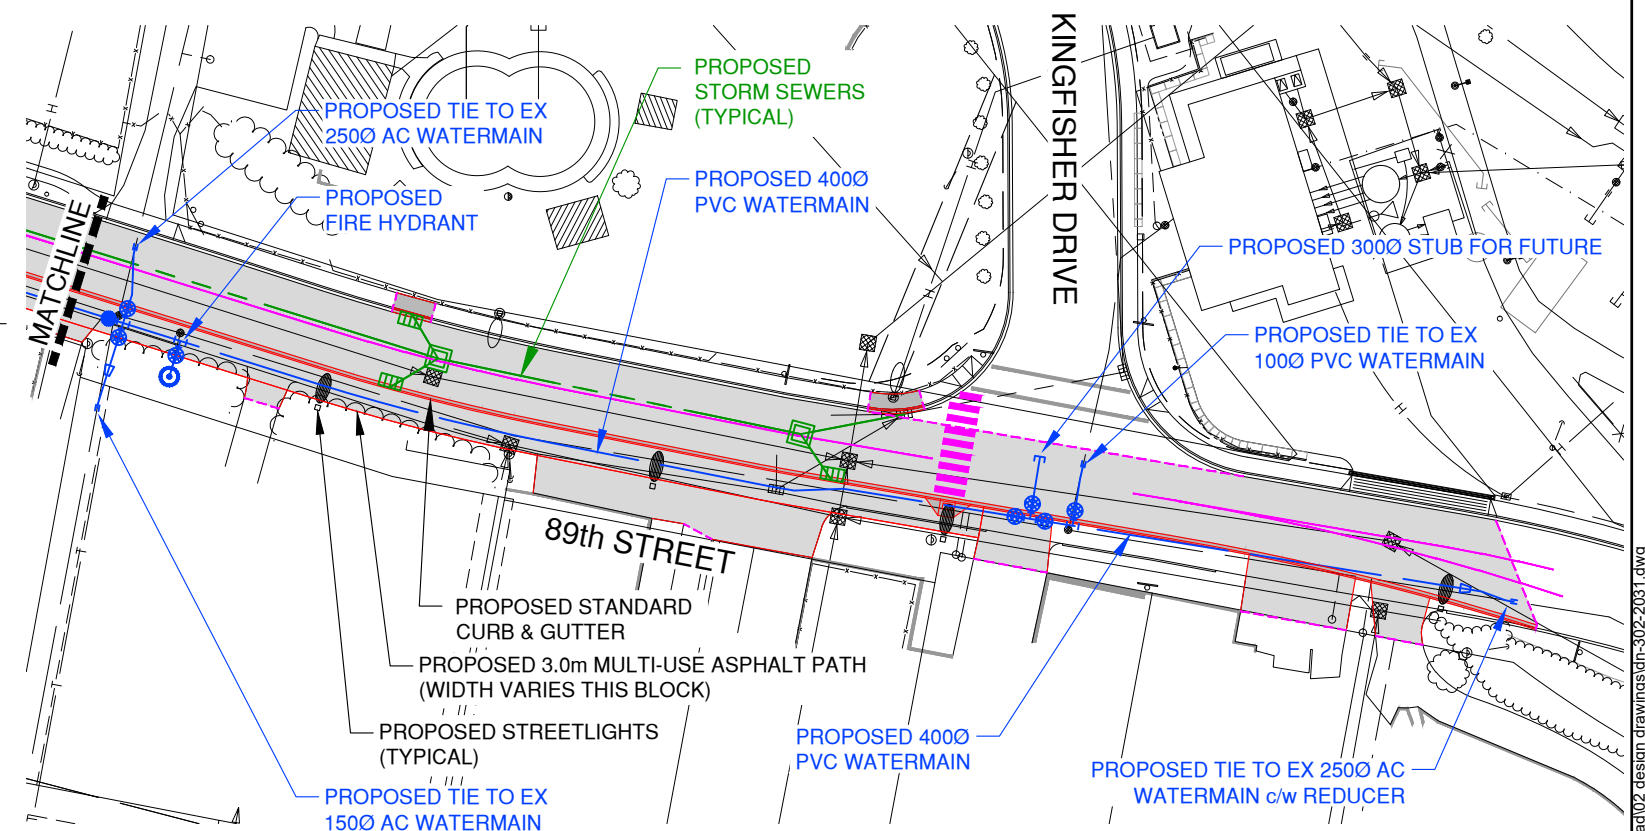 PROPOSED
STORM SEWERS
(TYPICAL)
KINGFISHER DRIVE
PROPOSED TIE TO EX
250Ø AC WATERMAIN
PROPOSED 400Ø
PVC WATERMAIN
PROPOSED
FIRE HYDRANT
MATCHLINE
PROPOSED 300Ø STUB FOR FUTURE
PROPOSED TIE TO EX
100Ø PVC WATERMAIN
89th STREET
PROPOSED STANDARD
CURB & GUTTER
PROPOSED 3.0m MULTI-USE ASPHALT PATH
(WIDTH VARIES THIS BLOCK)
PROPOSED STREETLIGHTS
(TYPICAL)
PROPOSED 400Ø
PVC WATERMAIN
PROPOSED TIE TO EX 250Ø AC
WATERMAIN c/w REDUCER
PROPOSED TIE TO EX
150Ø AC WATERMAIN
ad\02 design drawings\dn-302-2031.dwg